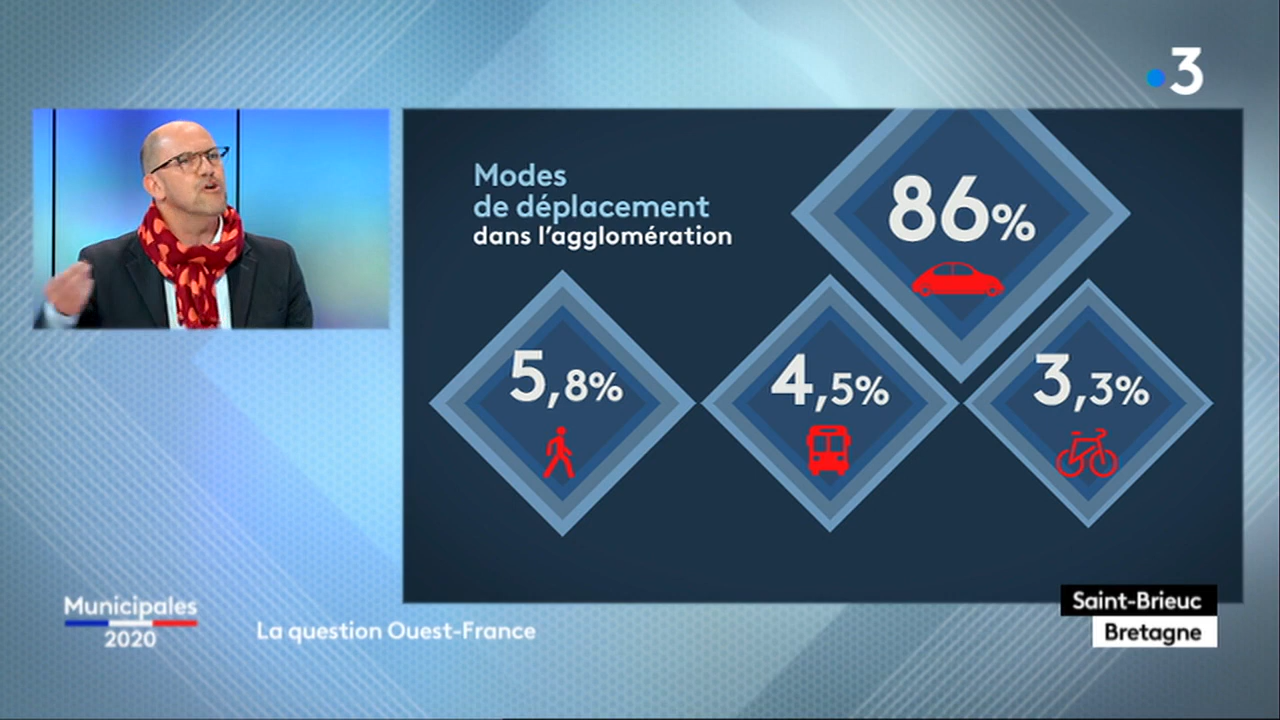 3
Modes
de déplacement
dans l'agglomération
86%
5,8%
4,5%
3,3%
Saint-Brieuc
Bretagne
Municipales
2020
La question Ouest-France